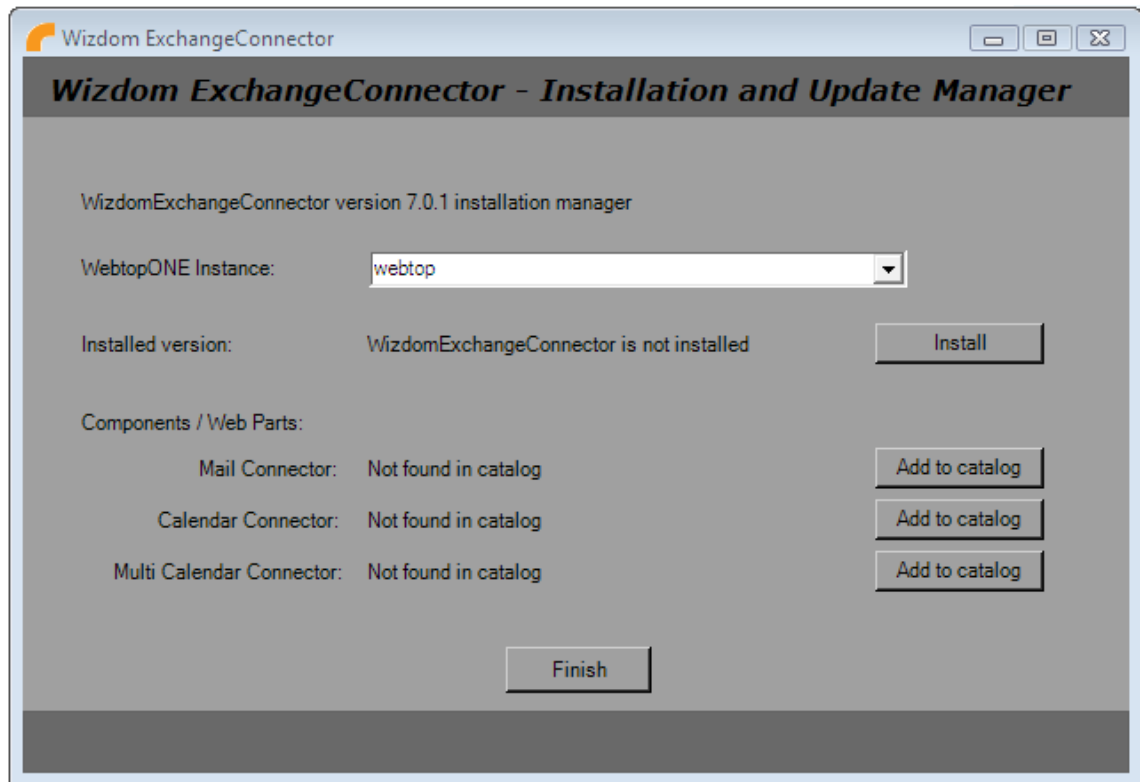 Wizdom ExchangeConnector
Wizdom ExchangeConnector - Installation and Update Manager
WizdomExchangeConnector version 7.0.1 installation manager
WebtopONE Instance: webtop
Installed version: WizdomExchangeConnector is not installed Install
Components / Web Parts:
Mail Connector: Not found in catalog Add to catalog
Calendar Connector: Not found in catalog Add to catalog
Multi Calendar Connector: Not found in catalog Add to catalog
Finish